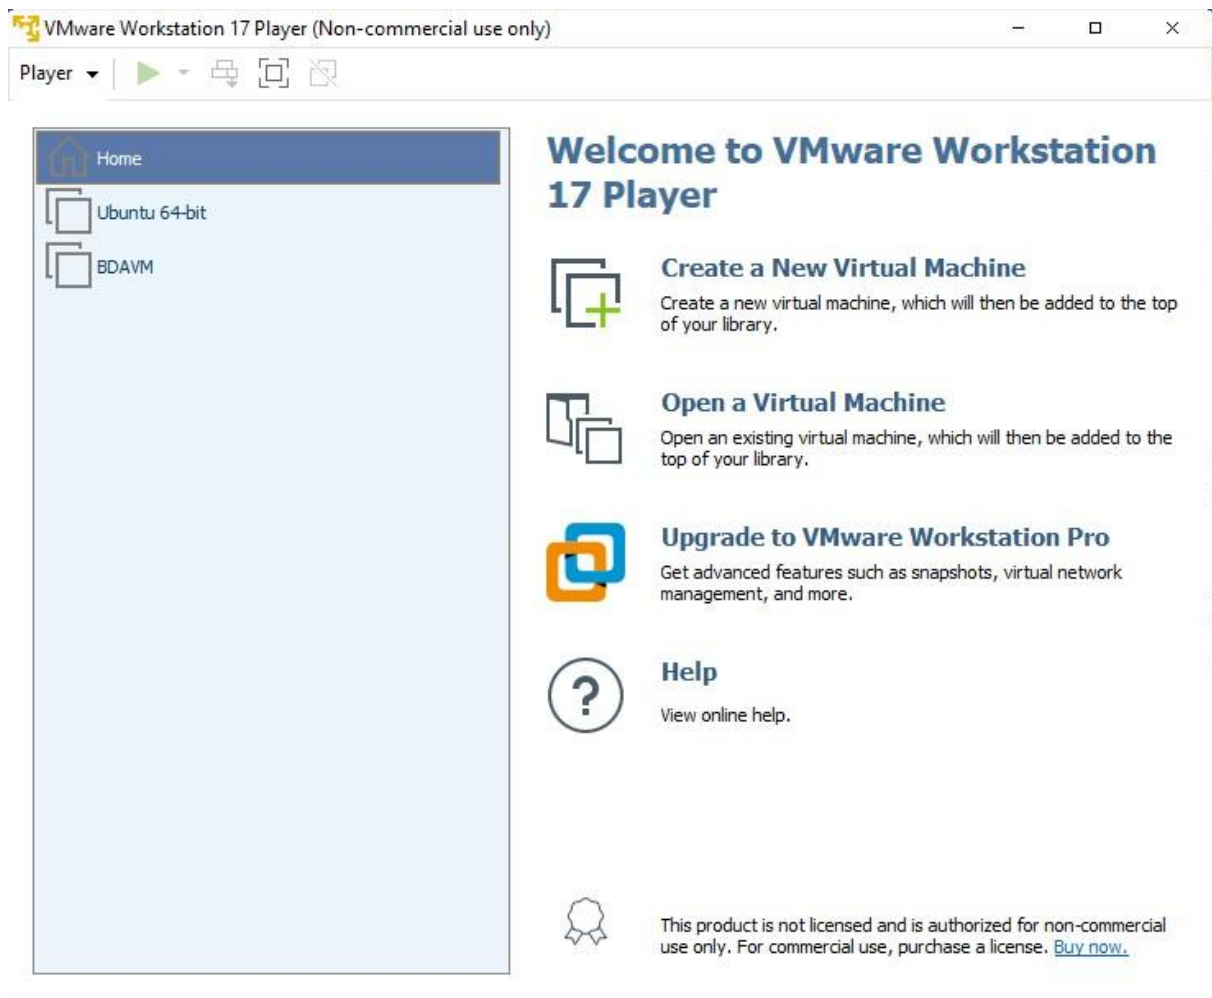 VMware Workstation 17 Player (Non-commercial use only)
Player
Home
Ubuntu 64-bit
BDAVM
Welcome to VMware Workstation
17 Player
Create a New Virtual Machine
Create a new virtual machine, which will then be added to the top
of your library.
Open a Virtual Machine
Open an existing virtual machine, which will then be added to the
top of your library.
Upgrade to VMware Workstation Pro
Get advanced features such as snapshots, virtual network
management, and more.
?
Help
View online help.
This product is not licensed and is authorized for non-commercial
use only. For commercial use, purchase a license. Buy now.